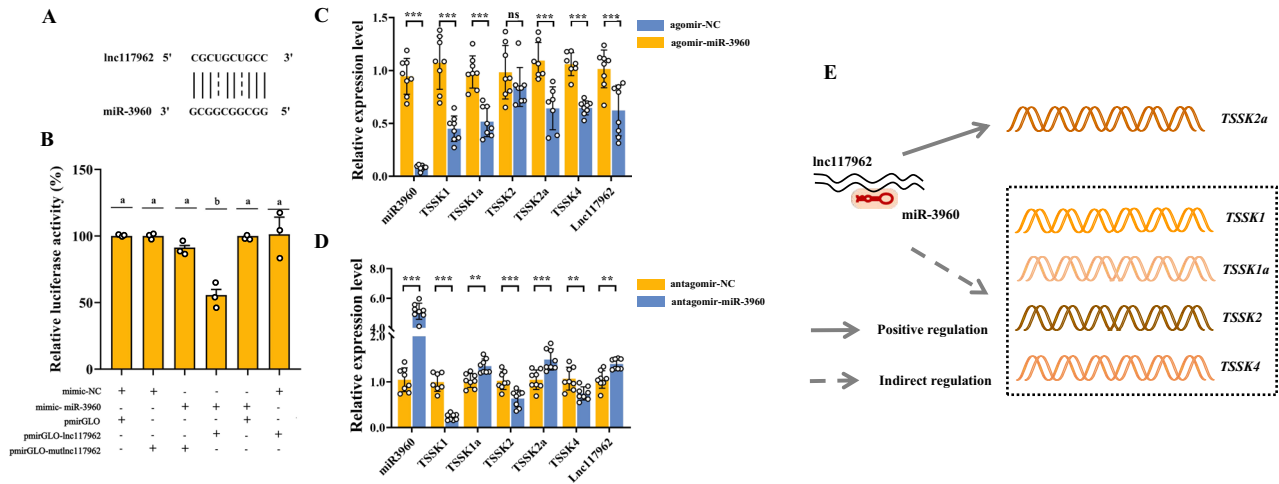 A
lnc117962 5' CGCUGCUGCC 3'
miR-3960 3' GCGGCGGCGG 5'
B
Relative luciferase activity (%)
150
100
50
0
a a a b a a
mimic-NC + + - - - +
mimic- miR-3960 - - + + + -
pmirGLO + - - - + -
pmirGLO-lnc117962 - - - + - +
pmirGLO-mutlnc117962 - + + - - -
C
Relative expression level
1.5
1.0
0.5
0.0
*** *** *** ns *** *** ***
agomir-NC
agomir-miR-3960
miR3960 TSSK1 TSSK1a TSSK2 TSSK2a TSSK4 Lnc117962
D
Relative expression level
8.0
6.0
4.0
2.0
1.0
0.0
*** *** ** *** *** ** **
antagomir-NC
antagomir-miR-3960
miR3960 TSSK1 TSSK1a TSSK2 TSSK2a TSSK4 Lnc117962
E
lnc117962
miR-3960
Positive regulation
Indirect regulation
TSSK2a
TSSK1
TSSK1a
TSSK2
TSSK4